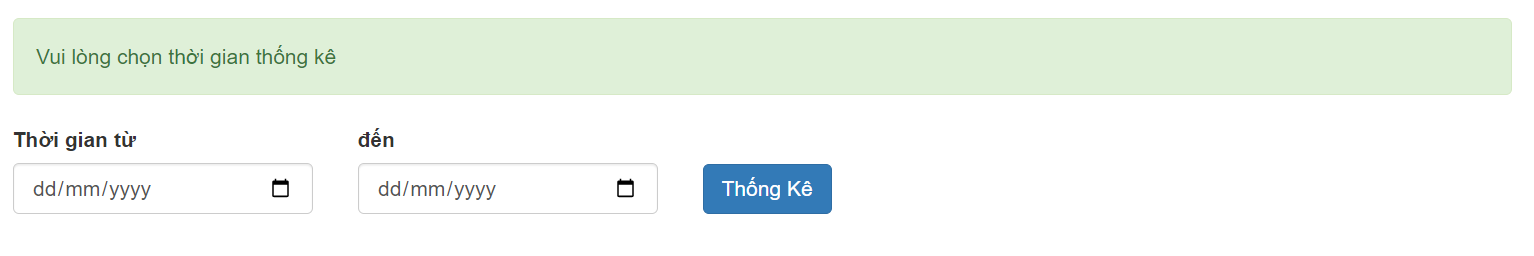 Vui lòng chọn thời gian thống kê
Thời gian từ
đến
dd/mm/yyyy
dd/mm/yyyy
Thống Kê